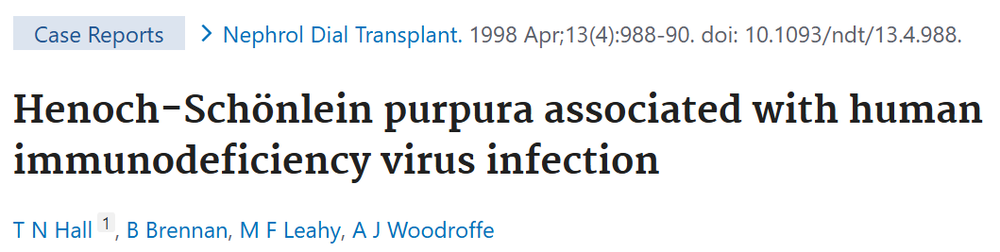 Case Reports > Nephrol Dial Transplant. 1998 Apr;13(4):988-90. doi: 10.1093/ndt/13.4.988.
Henoch-Schönlein purpura associated with human
immunodeficiency virus infection
T N Hall 1, B Brennan, M F Leahy, A J Woodroffe